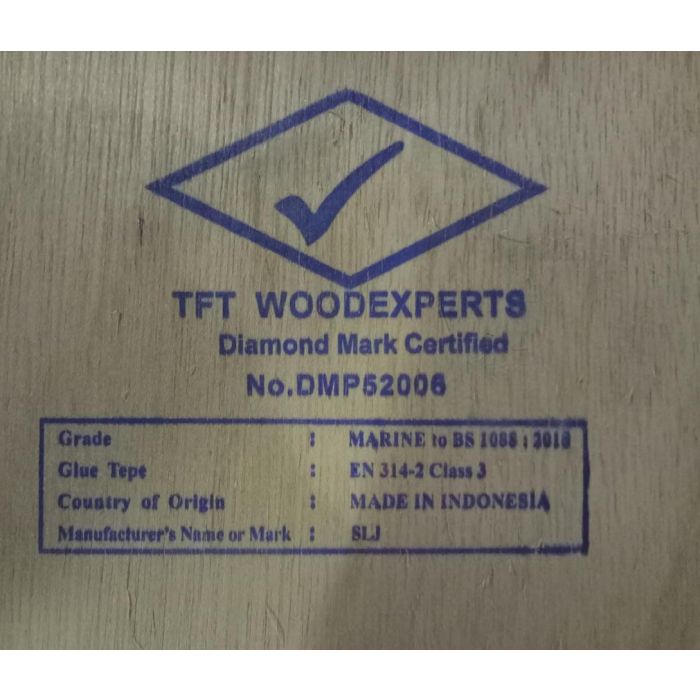 TFT WOODEXPERTS
Diamond Mark Certified
No.DMP52006
Grade : MARINE to BS 1088 : 2018
Glue Tepe : EN 314-2 Class 3
Country of Origin : MADE IN INDONESIA
Manufacturer's Name or Mark : SLJ